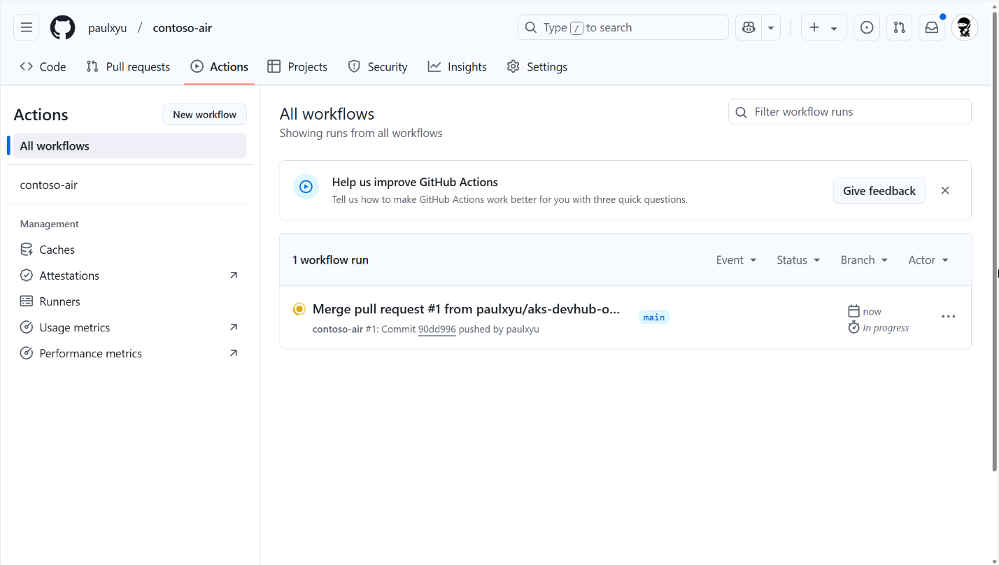 paulxyu / contoso-air
Type / to search
Code Pull requests Actions Projects Security Insights Settings
Actions
New workflow
All workflows
contoso-air
Management
Caches
Attestations
Runners
Usage metrics
Performance metrics
All workflows
Showing runs from all workflows
Filter workflow runs
Help us improve GitHub Actions
Tell us how to make GitHub Actions work better for you with three quick questions.
Give feedback
1 workflow run
Event Status Branch Actor
Merge pull request #1 from paulxyu/aks-devhub-o...
contoso-air #1: Commit 90dd996 pushed by paulxyu
main
now
In progress